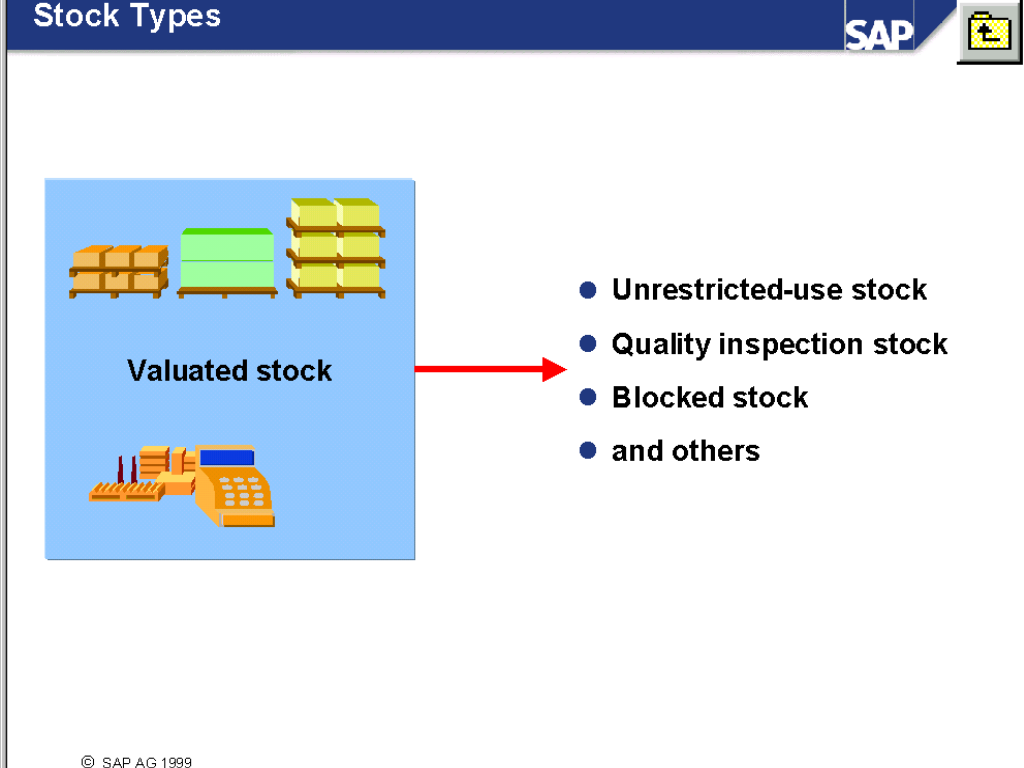 Stock Types
SAP
Valuated stock
Unrestricted-use stock
Quality inspection stock
Blocked stock
and others
© SAP AG 1999